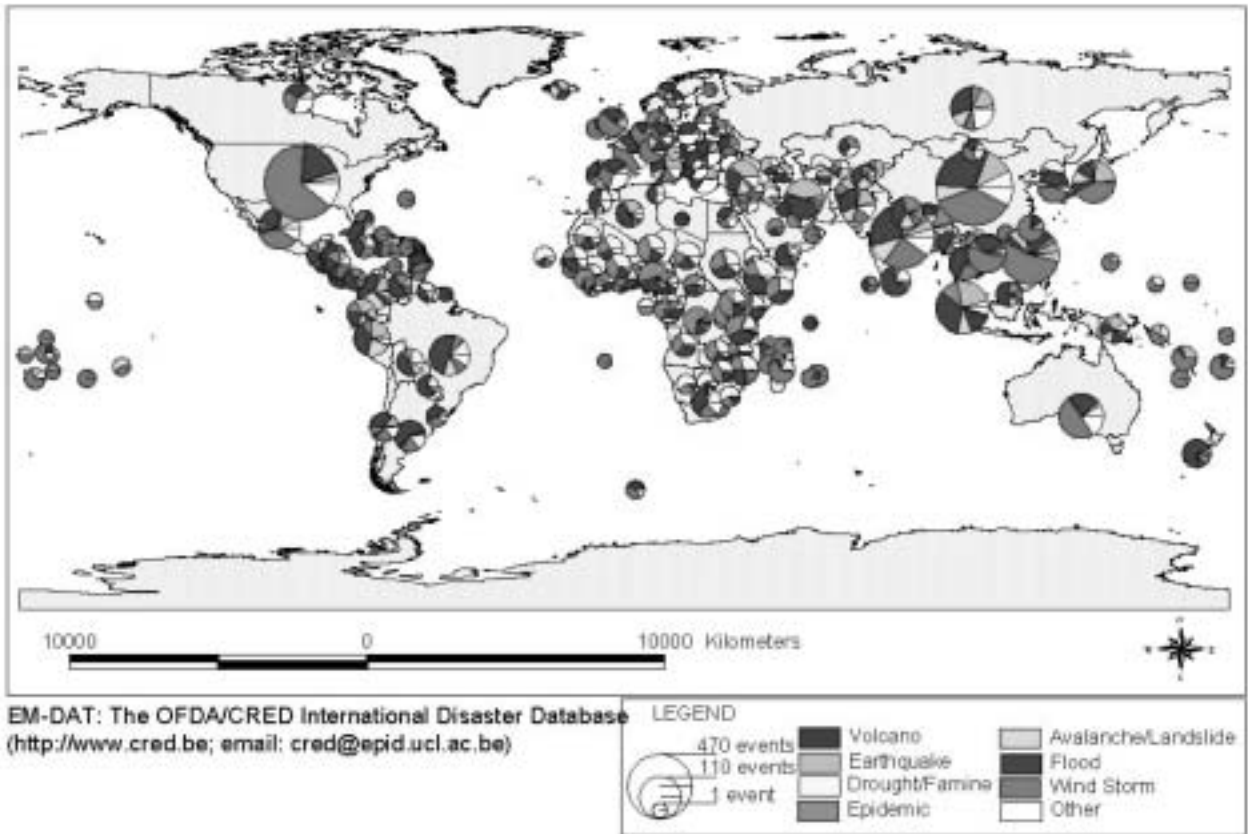 10000 0 10000 Kilometers
EM-DAT: The OFDA/CRED International Disaster Database
(http://www.cred.be; email: cred@epid.ucl.ac.be)
LEGEND
470 events
110 events
1 event
Volcano
Earthquake
Drought/Famine
Epidemic
Avalanche/Landslide
Flood
Wind Storm
Other